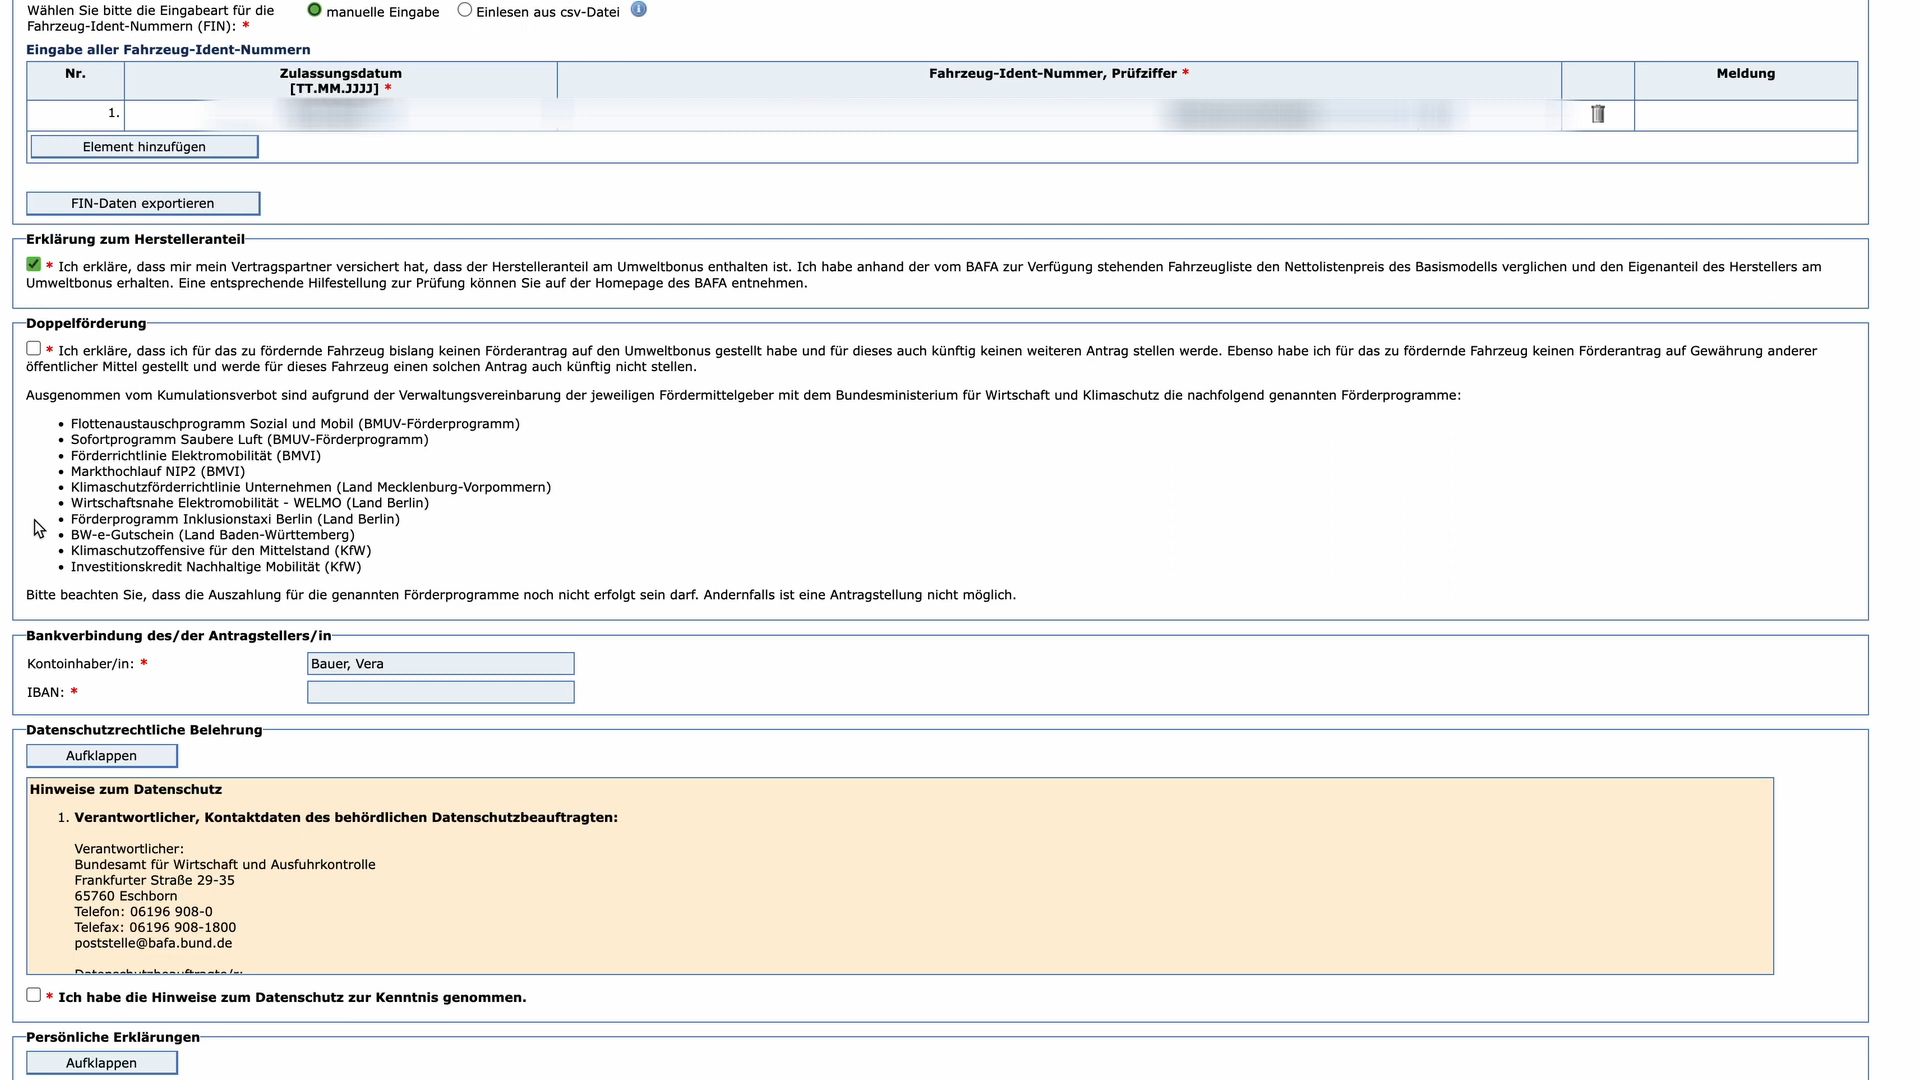 Wählen Sie bitte die Eingabeart für die Fahrzeug-Ident-Nummern (FIN): *
manuelle Eingabe
Einlesen aus csv-Datei
Eingabe aller Fahrzeug-Ident-Nummern
Nr.
Zulassungsdatum
[TT.MM.JJJJ] *
Fahrzeug-Ident-Nummer, Prüfziffer *
Meldung
1.
Element hinzufügen
FIN-Daten exportieren
Erklärung zum Herstelleranteil
* Ich erkläre, dass mir mein Vertragspartner versichert hat, dass der Herstelleranteil am Umweltbonus enthalten ist. Ich habe anhand der vom BAFA zur Verfügung stehenden Fahrzeugliste den Nettolistenpreis des Basismodells verglichen und den Eigenanteil des Herstellers am
Umweltbonus erhalten. Eine entsprechende Hilfestellung zur Prüfung können Sie auf der Homepage des BAFA entnehmen.
Doppelförderung
* Ich erkläre, dass ich für das zu fördernde Fahrzeug bislang keinen Förderantrag auf den Umweltbonus gestellt habe und für dieses auch künftig keinen weiteren Antrag stellen werde. Ebenso habe ich für das zu fördernde Fahrzeug keinen Förderantrag auf Gewährung anderer
öffentlicher Mittel gestellt und werde für dieses Fahrzeug einen solchen Antrag auch künftig nicht stellen.
Ausgenommen vom Kumulationsverbot sind aufgrund der Verwaltungsvereinbarung der jeweiligen Fördermittelgeber mit dem Bundesministerium für Wirtschaft und Klimaschutz die nachfolgend genannten Förderprogramme:
• Flottenaustauschprogramm Sozial und Mobil (BMUV-Förderprogramm)
• Sofortprogramm Saubere Luft (BMUV-Förderprogramm)
• Förderrichtlinie Elektromobilität (BMVI)
• Markthochlauf NIP2 (BMVI)
• Klimaschutzförderrichtlinie Unternehmen (Land Mecklenburg-Vorpommern)
• Wirtschaftsnahe Elektromobilität - WELMO (Land Berlin)
• Förderprogramm Inklusionstaxi Berlin (Land Berlin)
• BW-e-Gutschein (Land Baden-Württemberg)
• Klimaschutzoffensive für den Mittelstand (KfW)
• Investitionskredit Nachhaltige Mobilität (KfW)
Bitte beachten Sie, dass die Auszahlung für die genannten Förderprogramme noch nicht erfolgt sein darf. Andernfalls ist eine Antragstellung nicht möglich.
Bankverbindung des/der Antragstellers/in
Kontoinhaber/in: *
Bauer, Vera
IBAN: *
Datenschutzrechtliche Belehrung
Aufklappen
Hinweise zum Datenschutz
1. Verantwortlicher, Kontaktdaten des behördlichen Datenschutzbeauftragten:
Verantwortlicher:
Bundesamt für Wirtschaft und Ausfuhrkontrolle
Frankfurter Straße 29-35
65760 Eschborn
Telefon: 06196 908-0
Telefax: 06196 908-1800
poststelle@bafa.bund.de
Datenschutzbeauftragte/r:
* Ich habe die Hinweise zum Datenschutz zur Kenntnis genommen.
Persönliche Erklärungen
Aufklappen